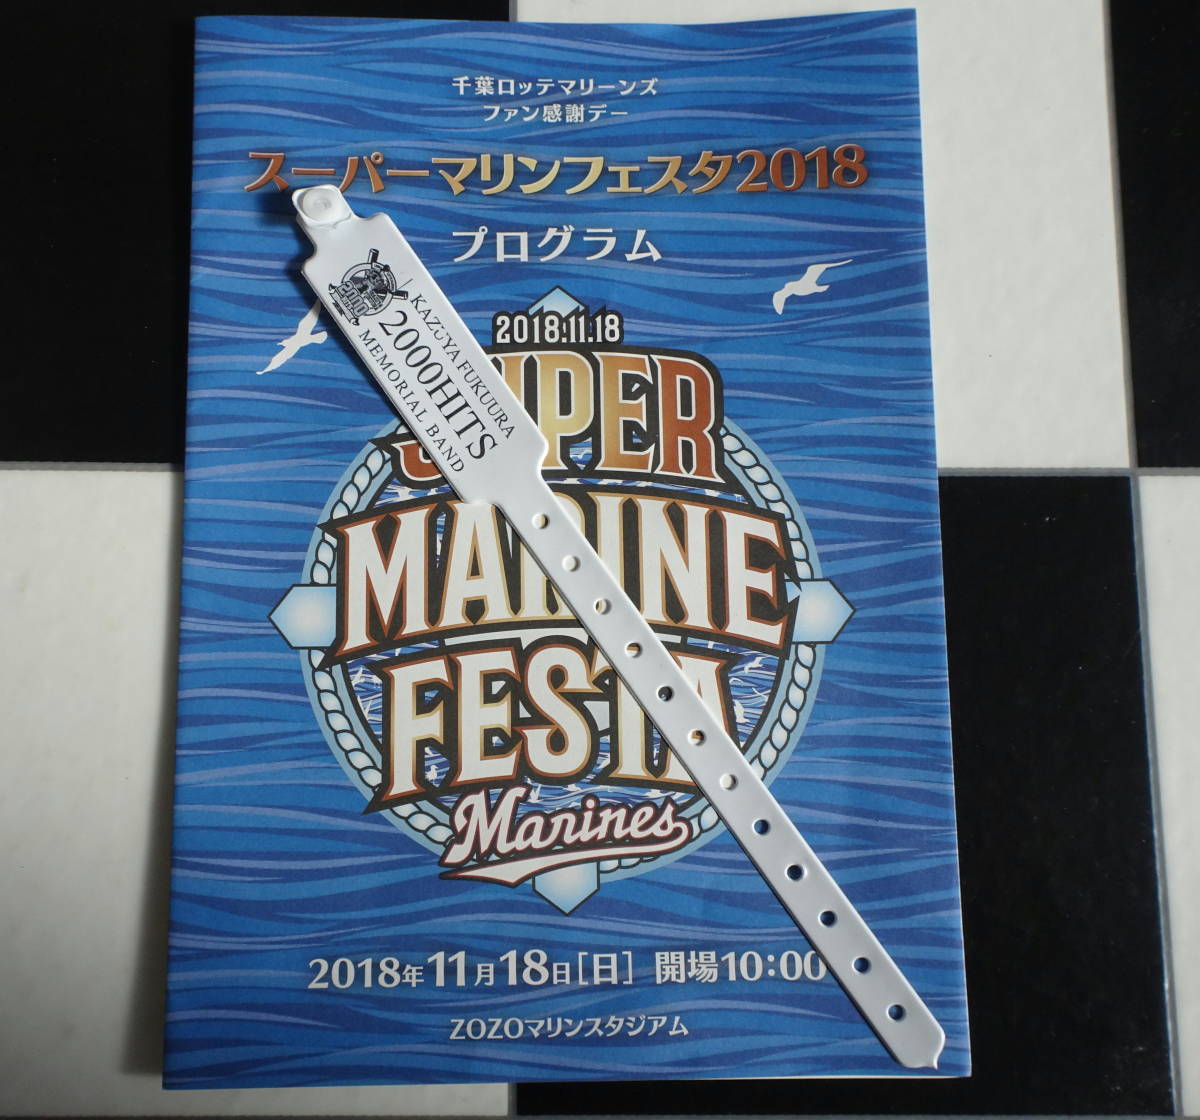 千葉ロッテマリーンズ
ファン感謝デー
スーパーマリンフェスタ2018
プログラム
2018.11.18
SUPER
MARINE
FESTA
Marines
2000
KAZUYA FUKUURA
2000HITS
MEMORIAL BAND
2018年11月18日[日] 開場10:00
ZOZOマリンスタジアム